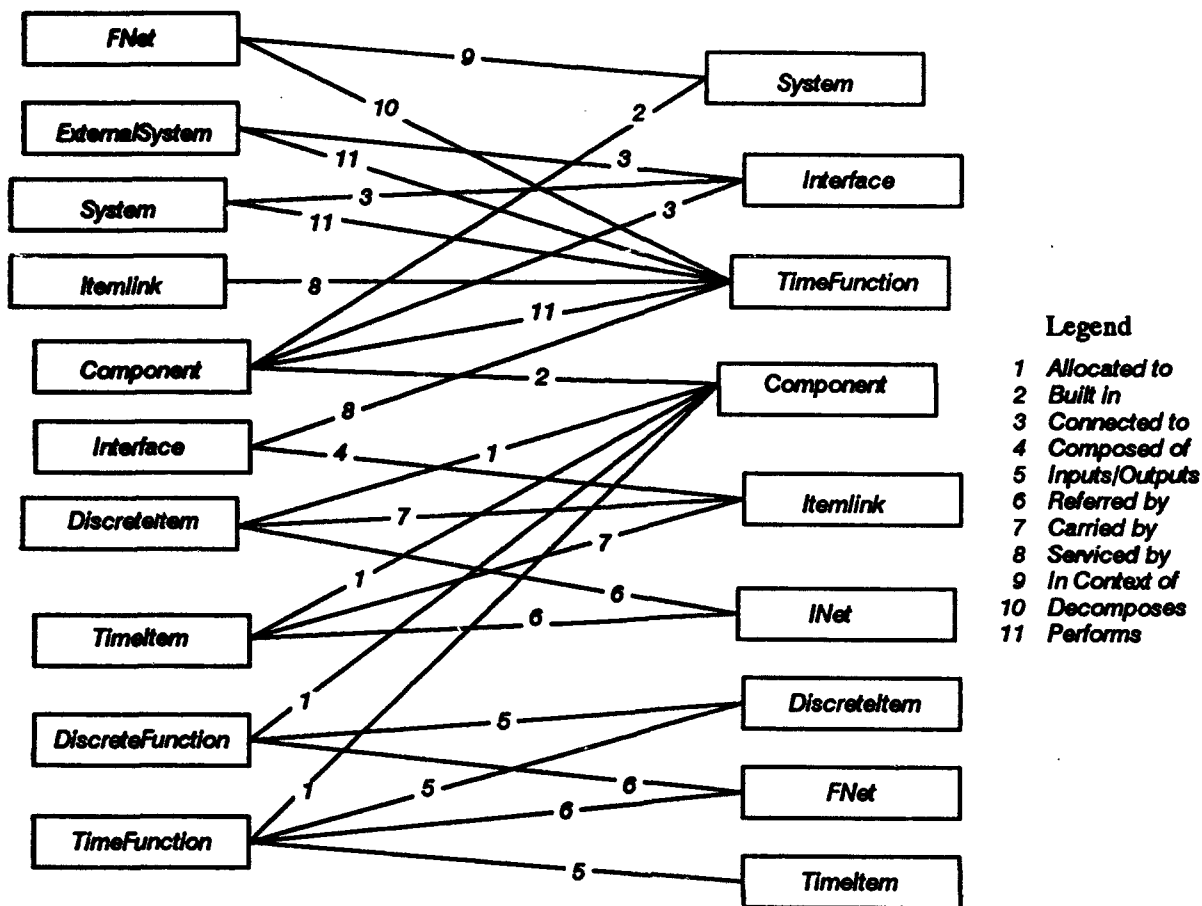 FNet
ExternalSystem
System
Itemlink
Component
Interface
DiscreteItem
TimeItem
DiscreteFunction
TimeFunction
9
10
2
11
3
3
3
11
8
11
2
8
4
1
7
7
1
6
6
1
5
1
5
6
6
5
System
Interface
TimeFunction
Component
Itemlink
INet
DiscreteItem
FNet
TimeItem
Legend
1 Allocated to
2 Built in
3 Connected to
4 Composed of
5 Inputs/Outputs
6 Referred by
7 Carried by
8 Serviced by
9 In Context of
10 Decomposes
11 Performs